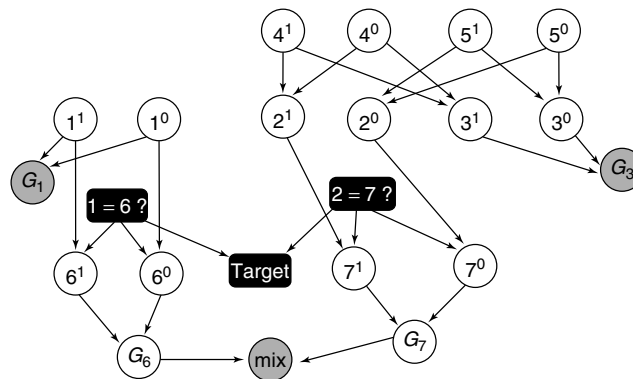 4¹ 4⁰ 5¹ 5⁰
1¹ 1⁰ 2¹ 2⁰ 3¹ 3⁰
G₁ G₃
1 = 6 ? 2 = 7 ?
6¹ 6⁰ Target 7¹ 7⁰
G₆ mix G₇